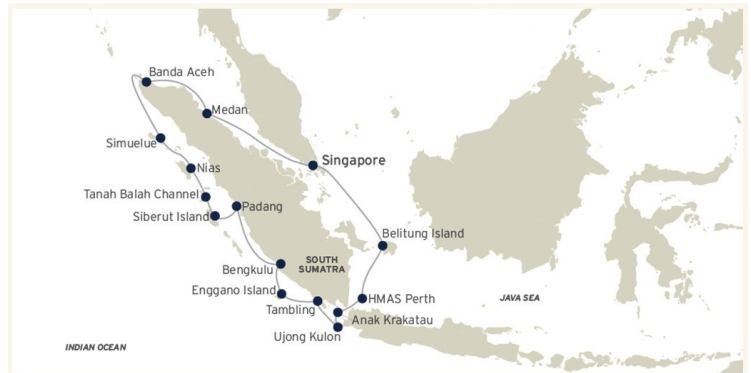 Banda Aceh
Medan
Simuelue
Singapore
Nias
Tanah Balah Channel
Padang
Siberut Island
Belitung Island
SOUTH
SUMATRA
Bengkulu
Enggano Island
HMAS Perth
JAVA SEA
Tambling
Anak Krakatau
Ujong Kulon
INDIAN OCEAN